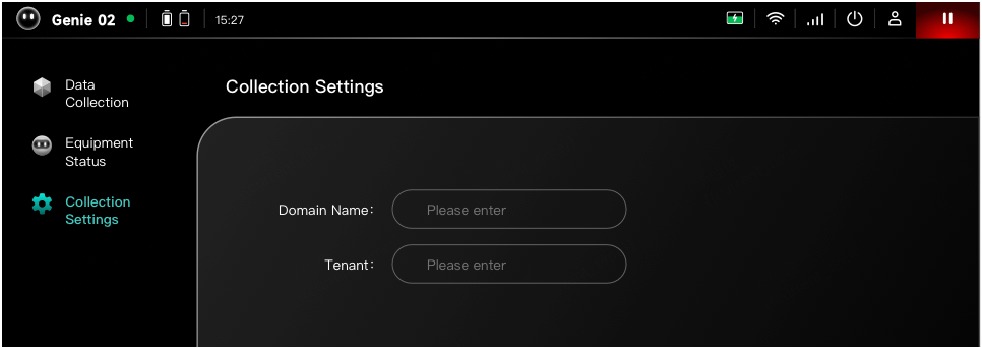 Genie 02
15:27
Data
Collection
Equipment
Status
Collection
Settings
Collection Settings
Domain Name:
Please enter
Tenant:
Please enter